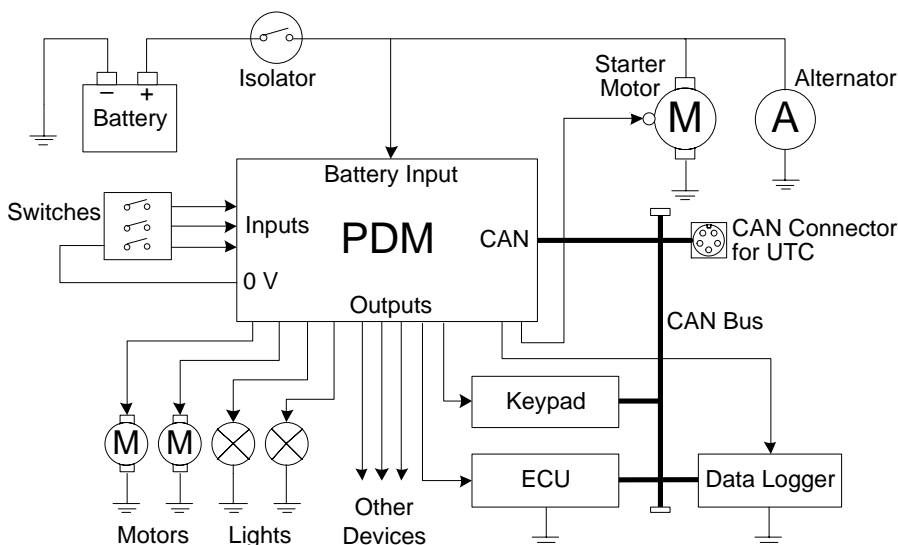 Isolator
Starter
Motor
Alternator
− +
Battery
M
A
Battery Input
Switches
Inputs
PDM
CAN
CAN Connector
for UTC
0 V
Outputs
CAN Bus
Keypad
M M
ECU
Data Logger
Motors
Lights
Other
Devices